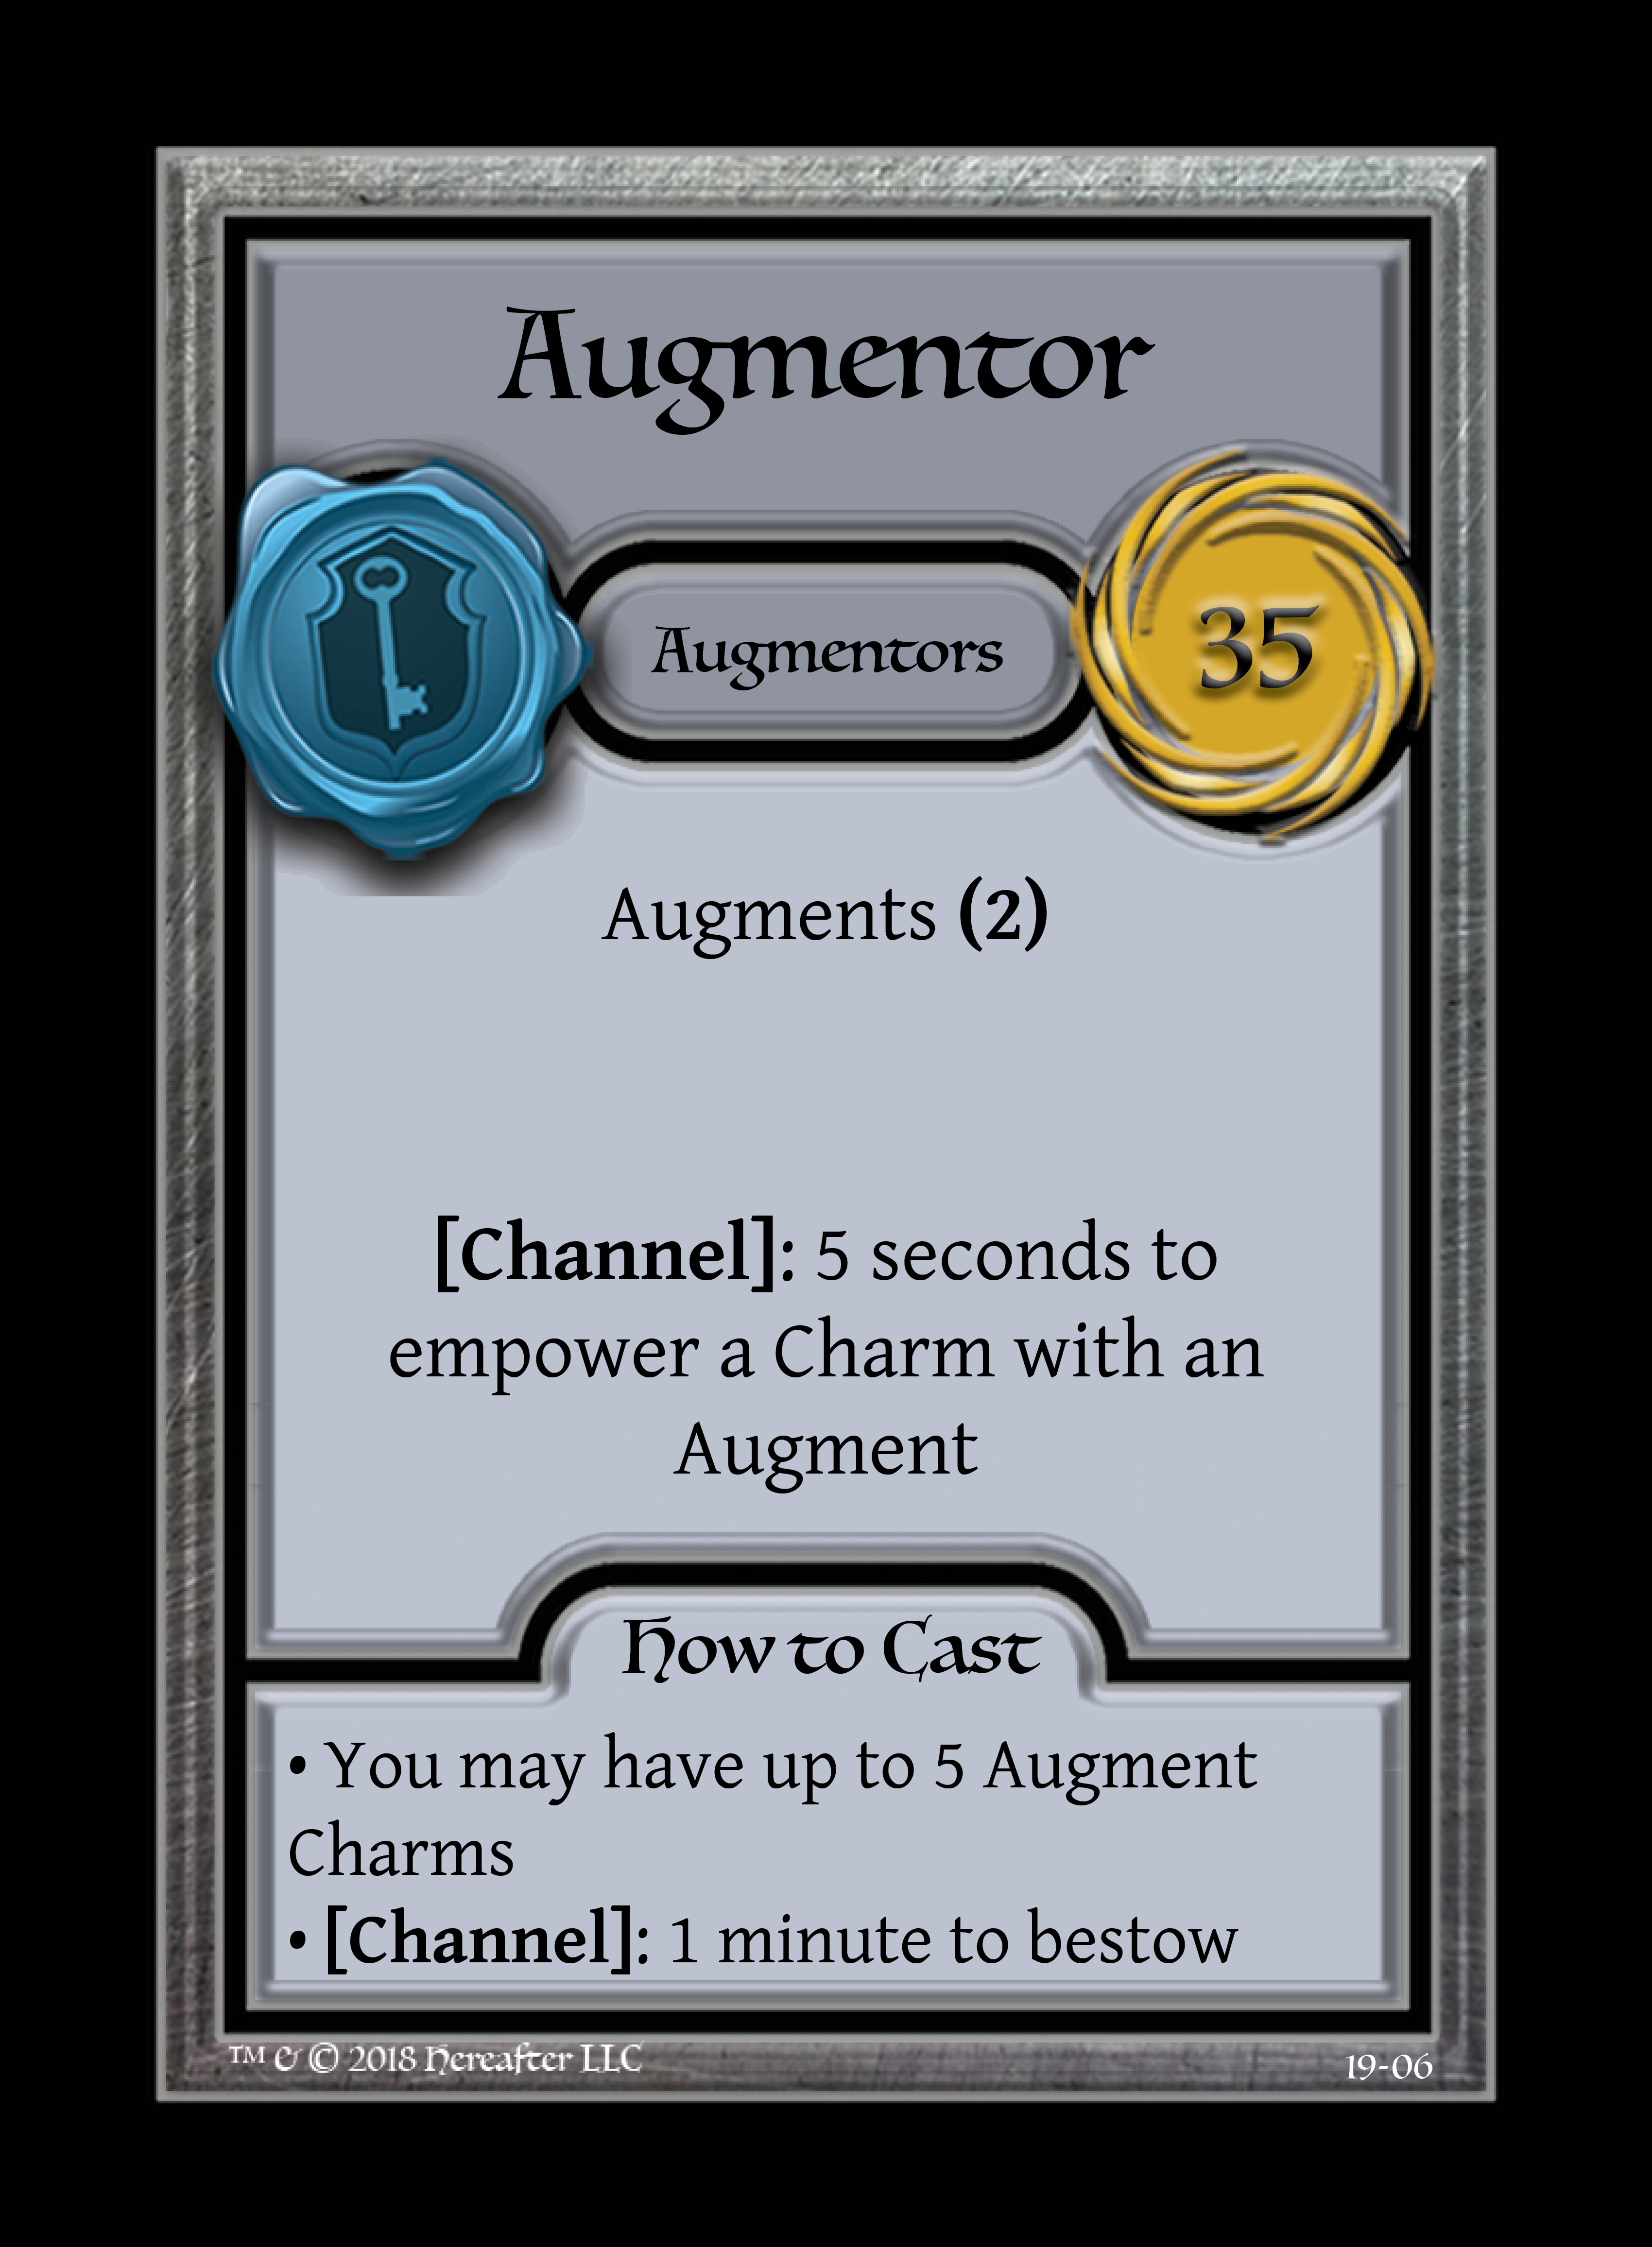 Augmentor
Augmentors
35
Augments (2)
[Channel]: 5 seconds to
empower a Charm with an
Augment
How to Cast
• You may have up to 5 Augment
Charms
• [Channel]: 1 minute to bestow
™ & © 2018 Hereafter LLC
19-06